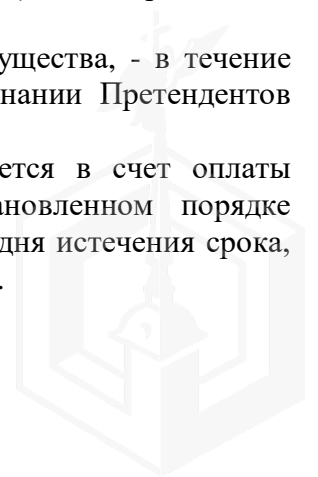 ущества, - в течение
нании Претендентов
ется в счет оплаты
ановленном порядке
дня истечения срока,
.